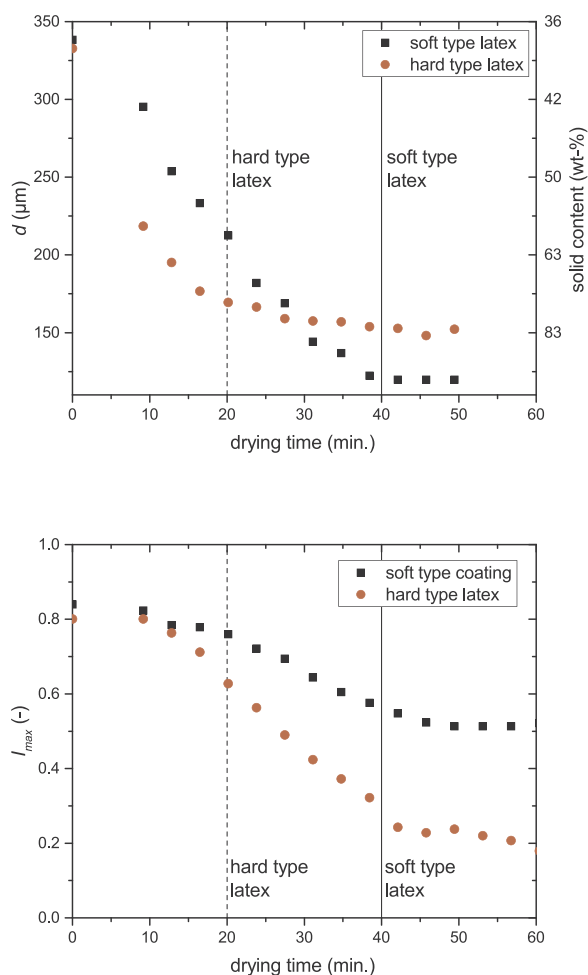 350
300
250
200
150
d (µm)
36
42
50
63
83
solid content (wt-%)
soft type latex
hard type latex
hard type
latex
soft type
latex
0
10
20
30
40
50
60
drying time (min.)
1.0
0.8
0.6
0.4
0.2
0.0
I_max (-)
soft type coating
hard type latex
hard type
latex
soft type
latex
0
10
20
30
40
50
60
drying time (min.)